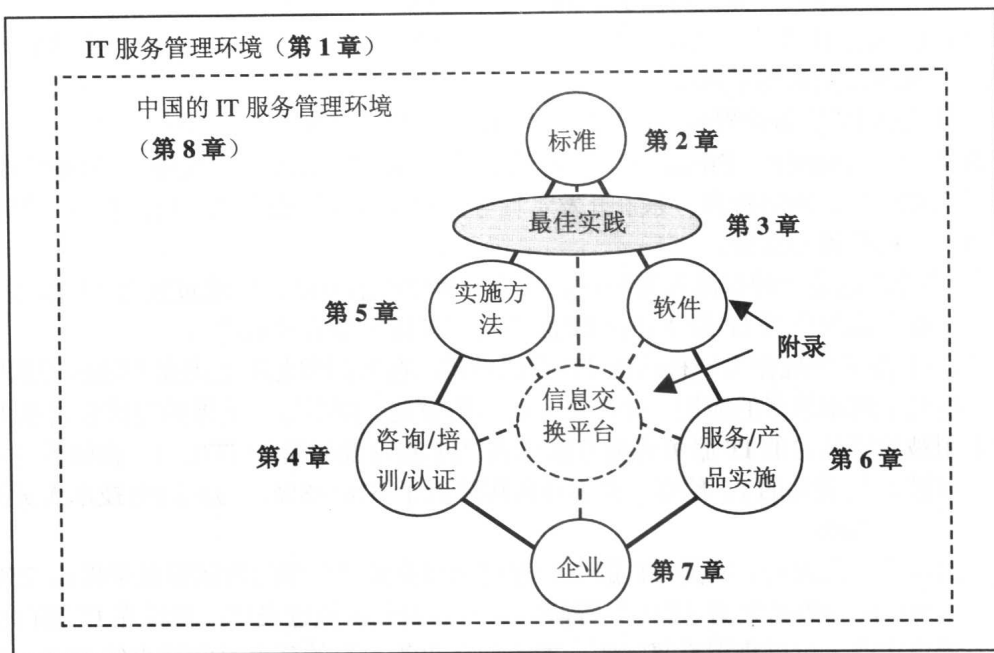 IT 服务管理环境（第 1 章）
中国的 IT 服务管理环境
（第 8 章）
标准
第 2 章
最佳实践
第 3 章
实施方
法
第 5 章
软件
附录
信息交
换平台
咨询/培
训/认证
第 4 章
服务/产
品实施
第 6 章
企业
第 7 章